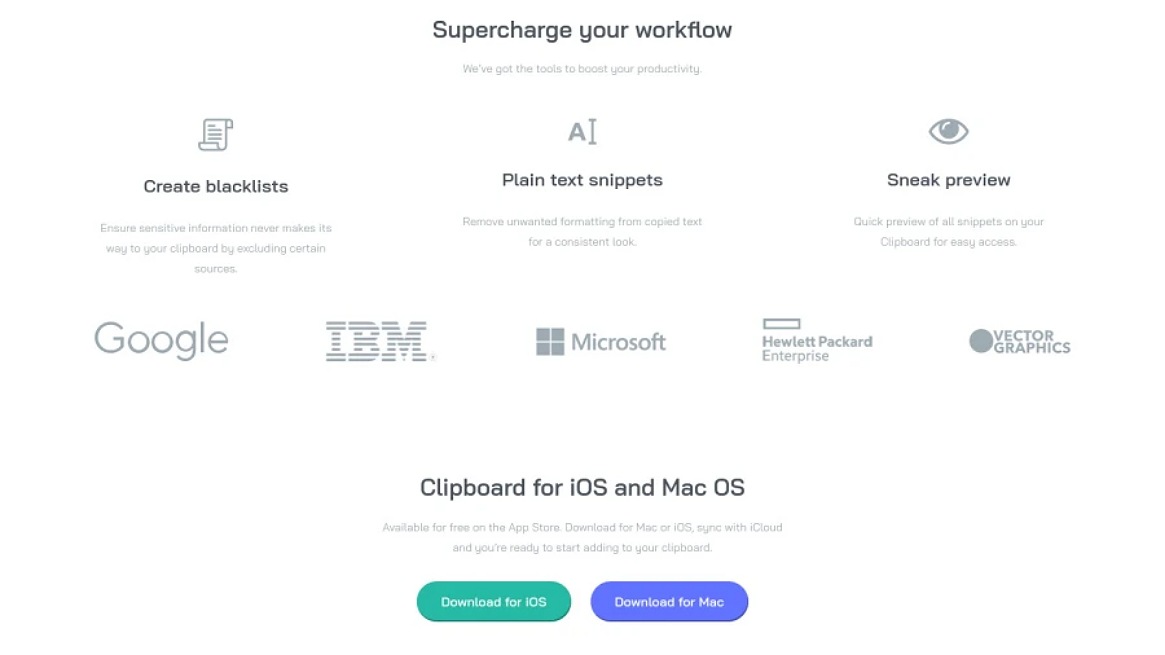 Supercharge your workflow
We've got the tools to boost your productivity.
Create blacklists
Ensure sensitive information never makes its
way to your clipboard by excluding certain
sources.
Plain text snippets
Remove unwanted formatting from copied text
for a consistent look.
Sneak preview
Quick preview of all snippets on your
Clipboard for easy access.
Google
IBM®
Microsoft
Hewlett Packard
Enterprise
VECTOR
GRAPHICS
Clipboard for iOS and Mac OS
Available for free on the App Store. Download for Mac or iOS, sync with iCloud
and you're ready to start adding to your clipboard.
Download for iOS
Download for Mac